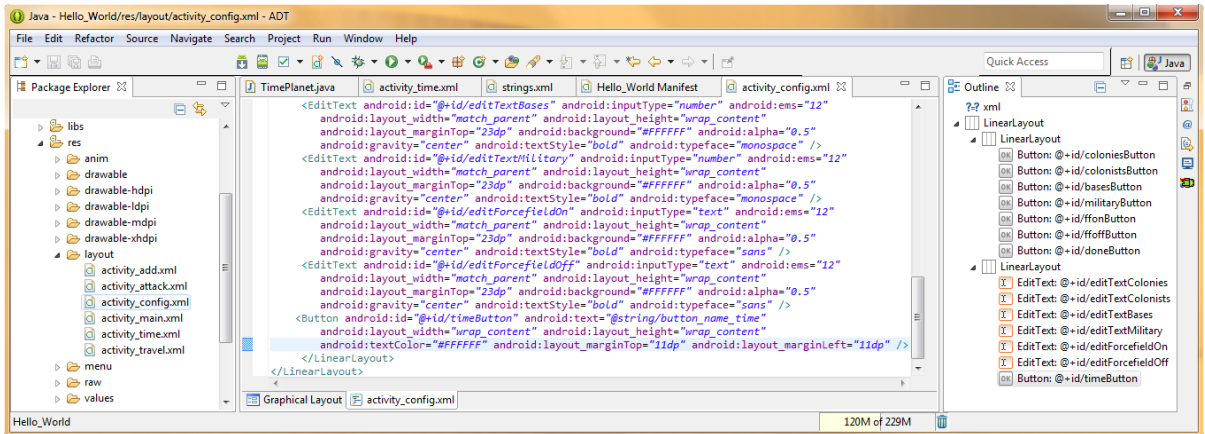 Java - Hello_World/res/layout/activity_config.xml - ADT
File Edit Refactor Source Navigate Search Project Run Window Help
Quick Access
Java
Package Explorer
libs
res
anim
drawable
drawable-hdpi
drawable-ldpi
drawable-mdpi
drawable-xhdpi
layout
activity_add.xml
activity_attack.xml
activity_config.xml
activity_main.xml
activity_time.xml
activity_travel.xml
menu
raw
values
TimePlanet.java activity_time.xml strings.xml Hello_World Manifest activity_config.xml
<EditText android:id="@+id/editTextBases" android:inputType="number" android:ems="12"
android:layout_width="match_parent" android:layout_height="wrap_content"
android:layout_marginTop="23dp" android:background="#FFFFFF" android:alpha="0.5"
android:gravity="center" android:textStyle="bold" android:typeface="monospace" />
<EditText android:id="@+id/editTextMilitary" android:inputType="number" android:ems="12"
android:layout_width="match_parent" android:layout_height="wrap_content"
android:layout_marginTop="23dp" android:background="#FFFFFF" android:alpha="0.5"
android:gravity="center" android:textStyle="bold" android:typeface="monospace" />
<EditText android:id="@+id/editForcefieldOn" android:inputType="text" android:ems="12"
android:layout_width="match_parent" android:layout_height="wrap_content"
android:layout_marginTop="23dp" android:background="#FFFFFF" android:alpha="0.5"
android:gravity="center" android:textStyle="bold" android:typeface="sans" />
<EditText android:id="@+id/editForcefieldOff" android:inputType="text" android:ems="12"
android:layout_width="match_parent" android:layout_height="wrap_content"
android:layout_marginTop="23dp" android:background="#FFFFFF" android:alpha="0.5"
android:gravity="center" android:textStyle="bold" android:typeface="sans" />
<Button android:id="@+id/timeButton" android:text="@string/button_name_time"
android:layout_width="wrap_content" android:layout_height="wrap_content"
android:textColor="#FFFFFF" android:layout_marginTop="11dp" android:layout_marginLeft="11dp" />
</LinearLayout>
</LinearLayout>
Graphical Layout activity_config.xml
Outline
?=? xml
LinearLayout
LinearLayout
OK Button: @+id/coloniesButton
OK Button: @+id/colonistsButton
OK Button: @+id/basesButton
OK Button: @+id/militaryButton
OK Button: @+id/ffonButton
OK Button: @+id/ffoffButton
OK Button: @+id/doneButton
LinearLayout
EditText: @+id/editTextColonies
EditText: @+id/editTextColonists
EditText: @+id/editTextBases
EditText: @+id/editTextMilitary
EditText: @+id/editForcefieldOn
EditText: @+id/editForcefieldOff
OK Button: @+id/timeButton
Hello_World
120M of 229M